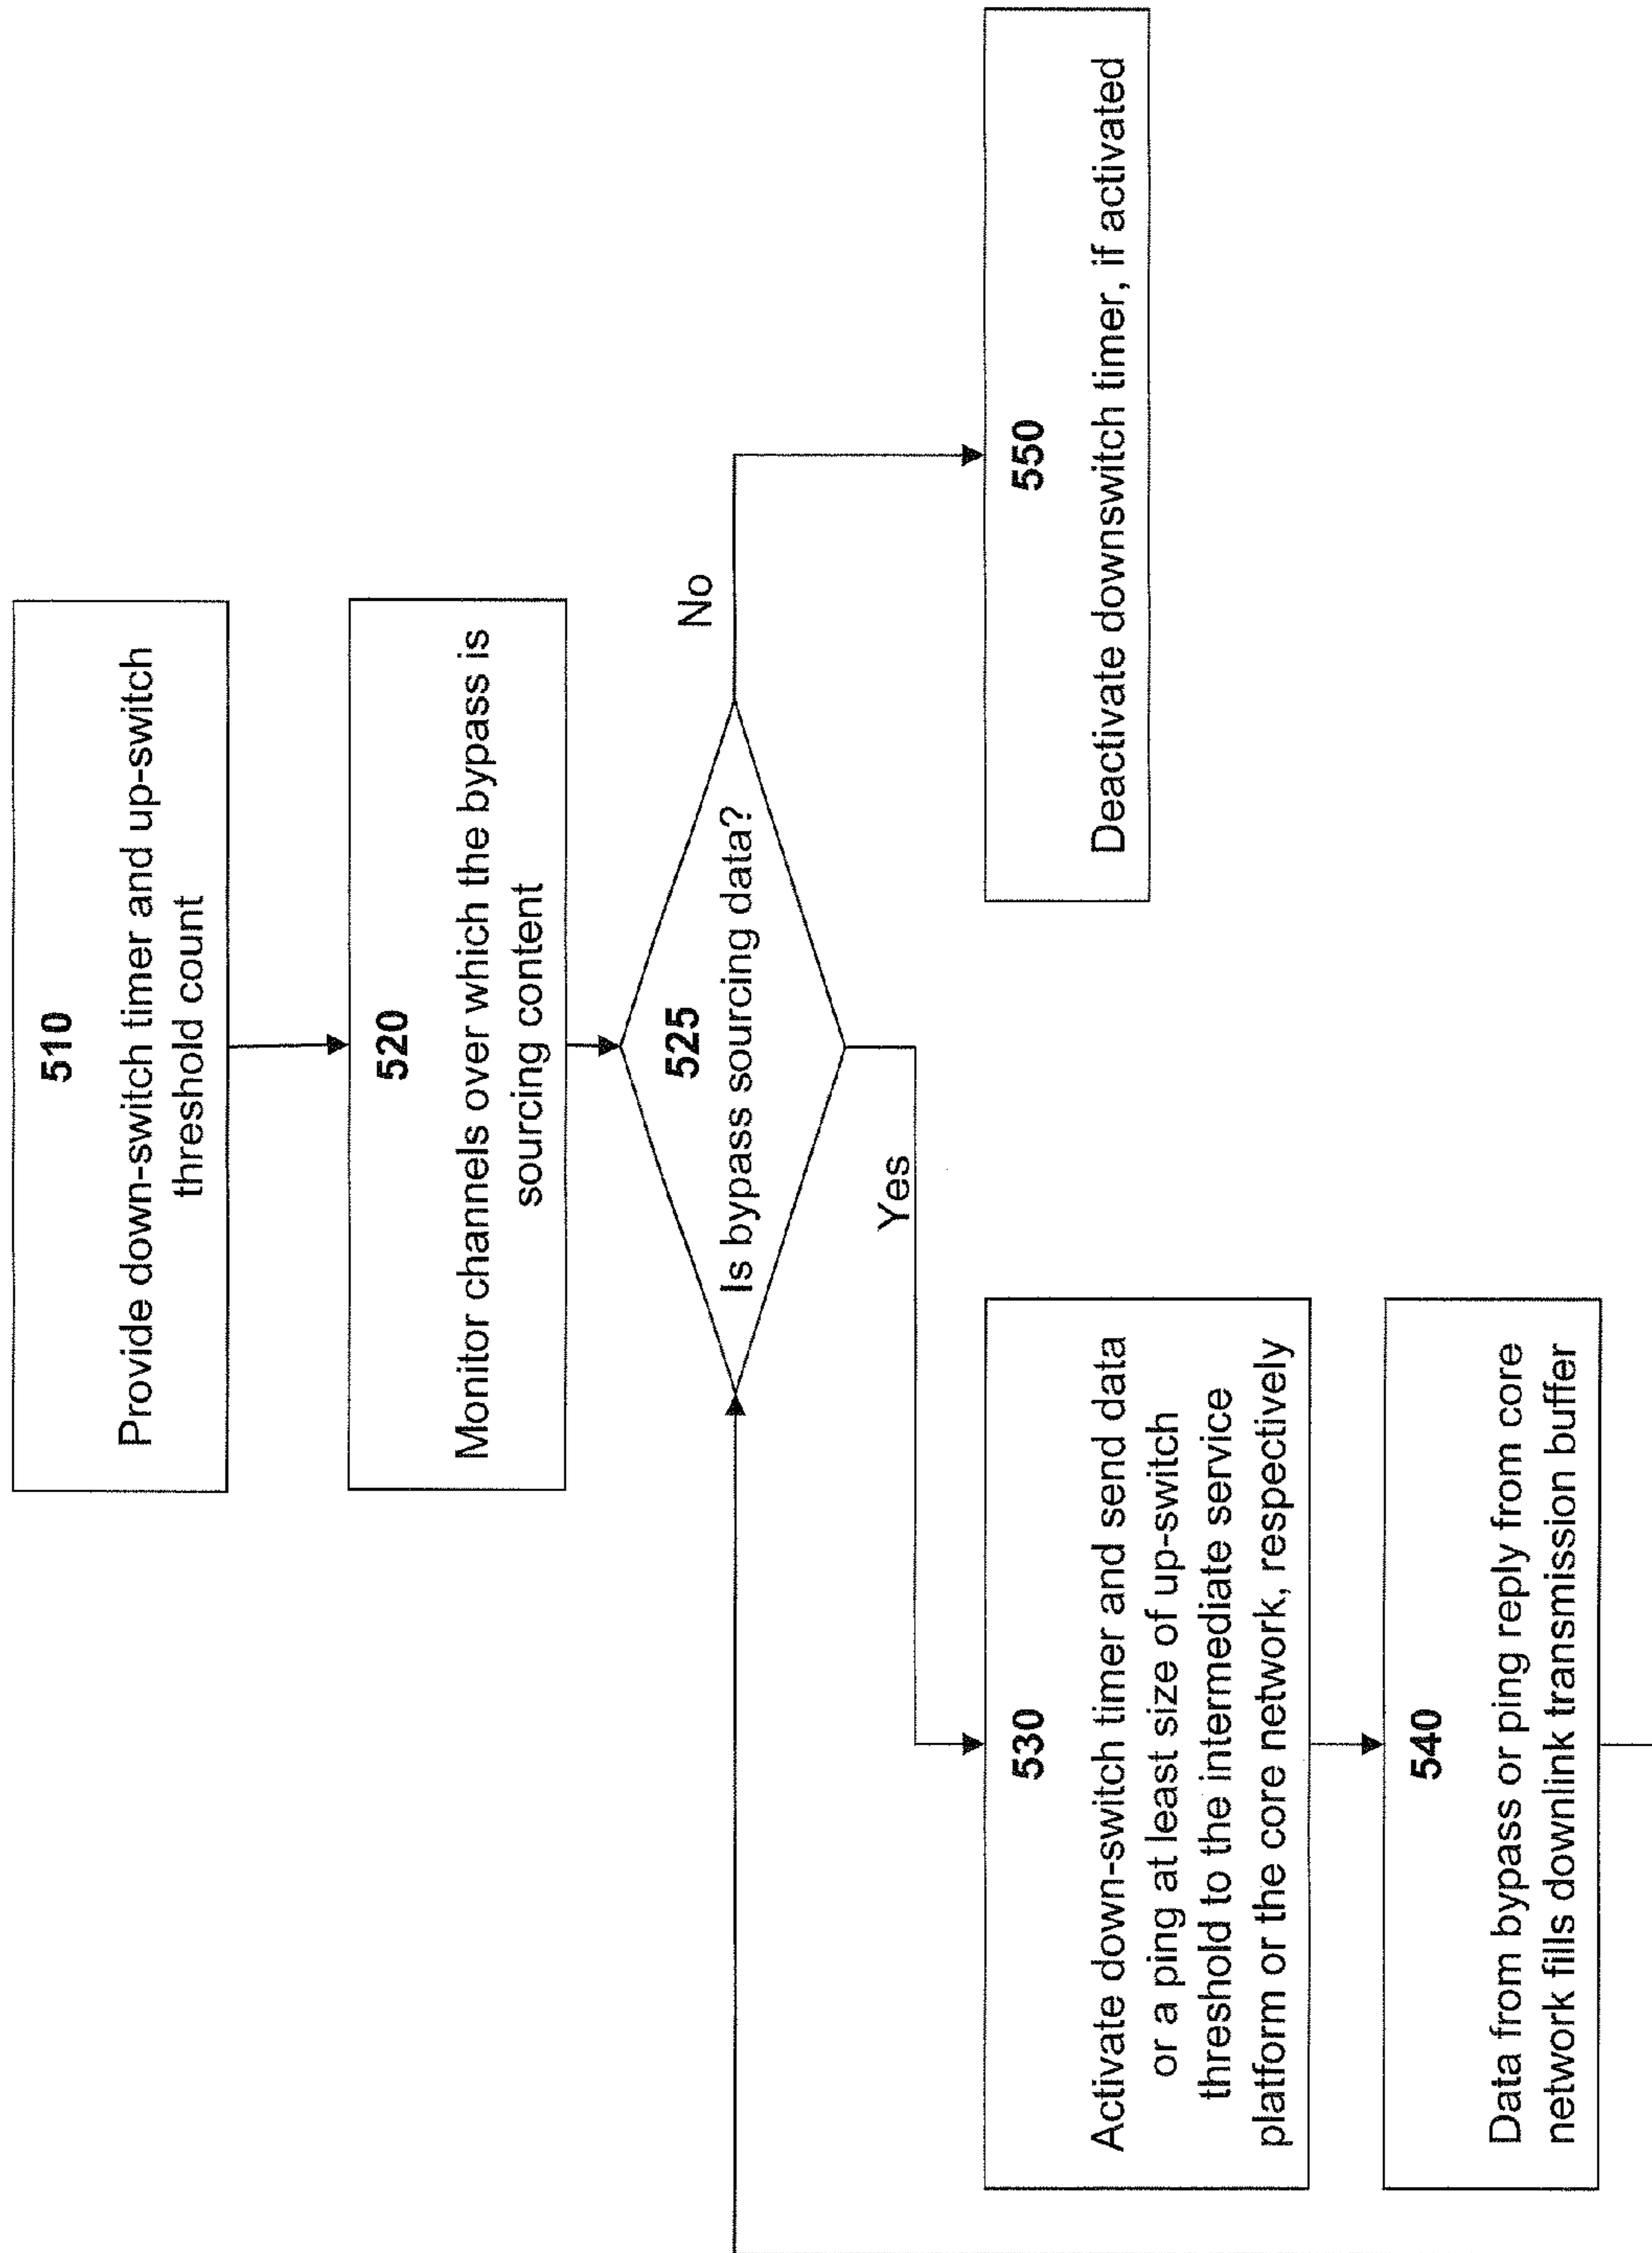 510
Provide down-switch timer and up-switch
threshold count
520
Monitor channels over which the bypass is
sourcing content
525
Is bypass sourcing data?
No
Yes
530
Activate down-switch timer and send data
or a ping at least size of up-switch
threshold to the intermediate service
platform or the core network, respectively
540
Data from bypass or ping reply from core
network fills downlink transmission buffer
550
Deactivate downswitch timer, if activated